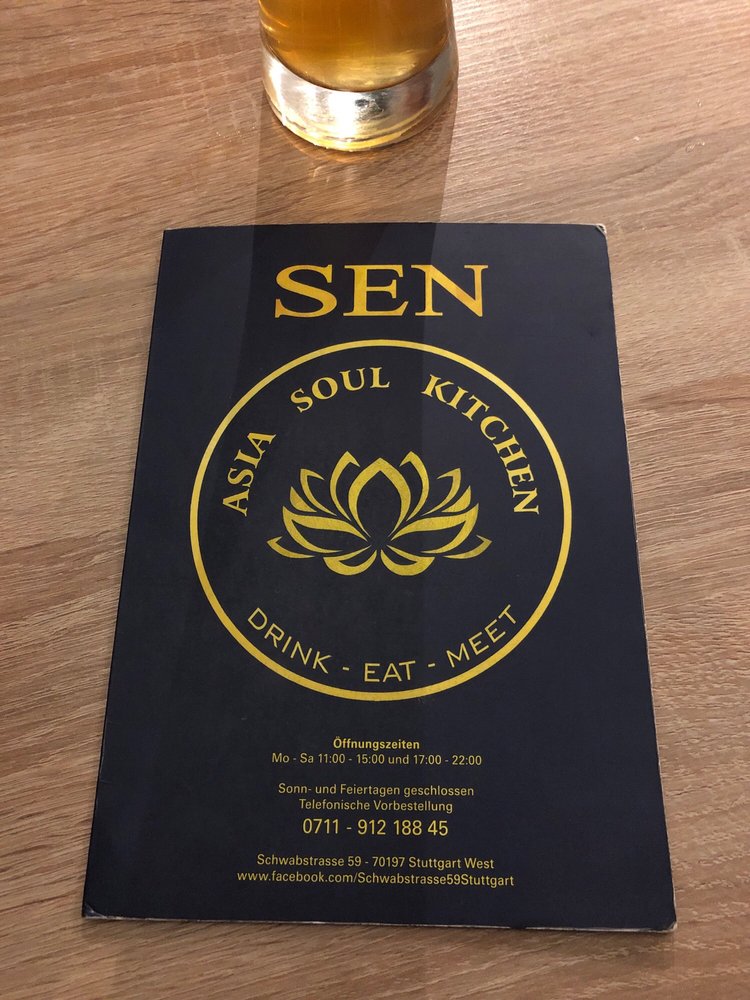 SEN
ASIA SOUL KITCHEN
DRINK - EAT - MEET
Öffnungszeiten
Mo - Sa 11:00 - 15:00 und 17:00 - 22:00
Sonn- und Feiertagen geschlossen
Telefonische Vorbestellung
0711 - 912 188 45
Schwabstrasse 59 - 70197 Stuttgart West
www.facebook.com/Schwabstrasse59Stuttgart